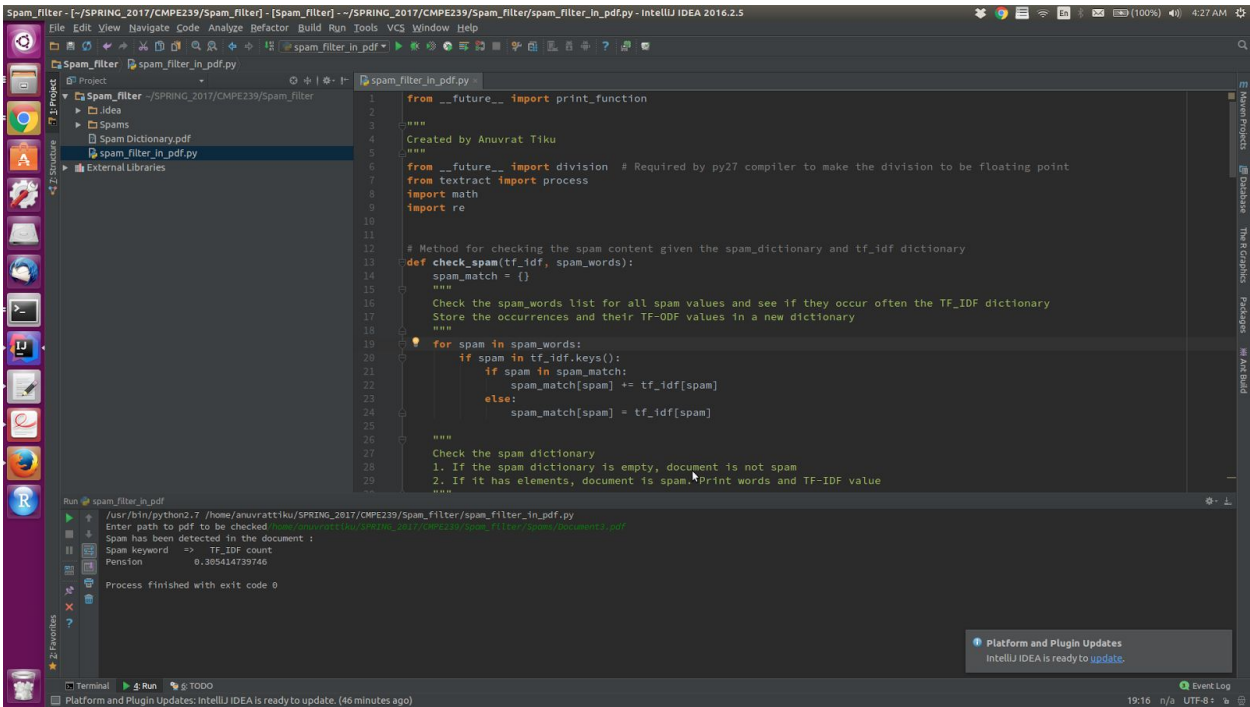 Spam_filter - [~/SPRING_2017/CMPE239/Spam_filter] - [Spam_filter] - ~/SPRING_2017/CMPE239/Spam_filter/spam_filter_in_pdf.py - IntelliJ IDEA 2016.2.5
En (100%) 4:27 AM
File Edit View Navigate Code Analyze Refactor Build Run Tools VCS Window Help
spam_filter_in_pdf
Spam_filter spam_filter_in_pdf.py
Project
spam_filter_in_pdf.py
Spam_filter ~/SPRING_2017/CMPE239/Spam_filter
.idea
Spams
Spam Dictionary.pdf
spam_filter_in_pdf.py
External Libraries
1: Project
7: Structure
2: Favorites
1 from __future__ import print_function
2
3 """
4 Created by Anuvrat Tiku
5 """
6 from __future__ import division # Required by py27 compiler to make the division to be floating point
7 from textract import process
8 import math
9 import re
10
11
12 # Method for checking the spam content given the spam_dictionary and tf_idf dictionary
13 def check_spam(tf_idf, spam_words):
14 spam_match = {}
15 """
16 Check the spam_words list for all spam values and see if they occur often the TF_IDF dictionary
17 Store the occurrences and their TF-ODF values in a new dictionary
18 """
19 for spam in spam_words:
20 if spam in tf_idf.keys():
21 if spam in spam_match:
22 spam_match[spam] += tf_idf[spam]
23 else:
24 spam_match[spam] = tf_idf[spam]
25
26 """
27 Check the spam dictionary
28 1. If the spam dictionary is empty, document is not spam
29 2. If it has elements, document is spam. Print words and TF-IDF value
"""
Maven Projects
Database
The R Graphics
Packages
Ant Build
Run spam_filter_in_pdf
/usr/bin/python2.7 /home/anuvrattiku/SPRING_2017/CMPE239/Spam_filter/spam_filter_in_pdf.py
Enter path to pdf to be checked/home/anuvrattiku/SPRING_2017/CMPE239/Spam_filter/Spams/Document3.pdf
Spam has been detected in the document :
Spam keyword => TF_IDF count
Pension 0.305414739746
Process finished with exit code 0
Platform and Plugin Updates
IntelliJ IDEA is ready to update.
Terminal 4: Run 6: TODO Event Log
Platform and Plugin Updates: IntelliJ IDEA is ready to update. (46 minutes ago) 19:16 n/a UTF-8